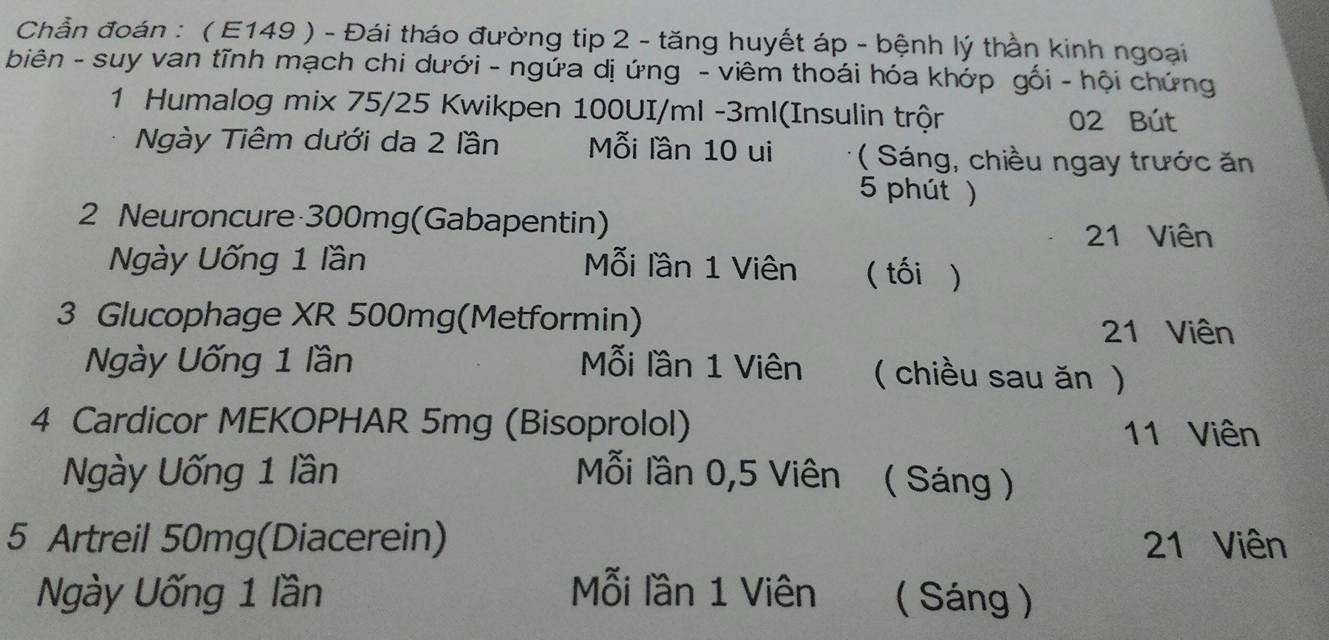 Chẩn đoán : ( E149 ) - Đái tháo đường tip 2 - tăng huyết áp - bệnh lý thần kinh ngoại
biên - suy van tĩnh mạch chi dưới - ngứa dị ứng - viêm thoái hóa khớp gối - hội chứng
1 Humalog mix 75/25 Kwikpen 100UI/ml -3ml(Insulin trộr 02 Bút
Ngày Tiêm dưới da 2 lần Mỗi lần 10 ui ( Sáng, chiều ngay trước ăn
5 phút )
2 Neuroncure 300mg(Gabapentin) 21 Viên
Ngày Uống 1 lần Mỗi lần 1 Viên ( tối )
3 Glucophage XR 500mg(Metformin) 21 Viên
Ngày Uống 1 lần Mỗi lần 1 Viên ( chiều sau ăn )
4 Cardicor MEKOPHAR 5mg (Bisoprolol) 11 Viên
Ngày Uống 1 lần Mỗi lần 0,5 Viên ( Sáng )
5 Artreil 50mg(Diacerein) 21 Viên
Ngày Uống 1 lần Mỗi lần 1 Viên ( Sáng )